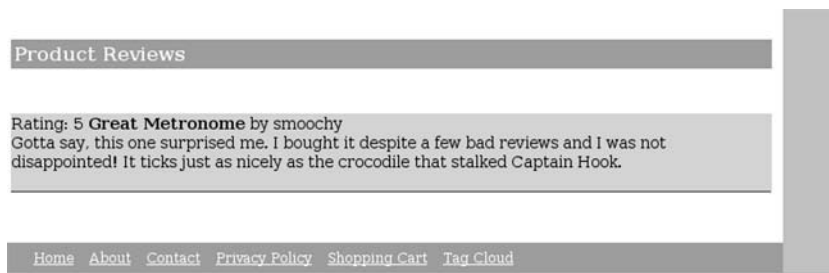 Product Reviews
Rating: 5 Great Metronome by smoochy
Gotta say, this one surprised me. I bought it despite a few bad reviews and I was not
disappointed! It ticks just as nicely as the crocodile that stalked Captain Hook.
Home About Contact Privacy Policy Shopping Cart Tag Cloud